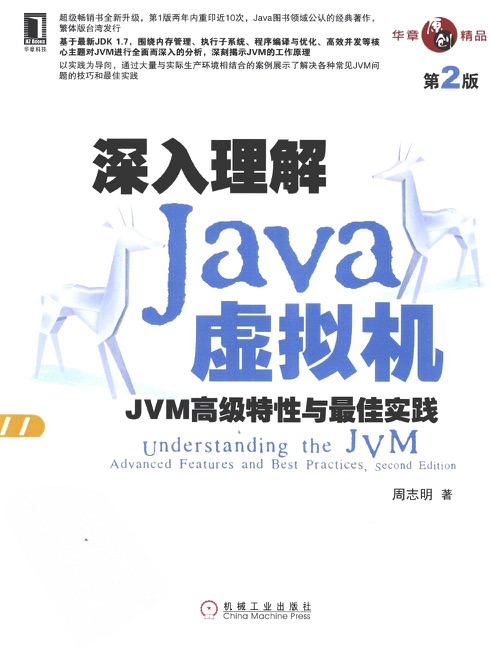 华章科技
超级畅销书全新升级，第1版两年内重印近10次，Java图书领域公认的经典著作，
繁体版台湾发行
基于最新JDK 1.7，围绕内存管理、执行子系统、程序编译与优化、高效并发等核
心主题对JVM进行全面而深入的分析，深刻揭示JVM的工作原理
以实践为导向，通过大量与实际生产环境相结合的案例展示了解决各种常见JVM问
题的技巧和最佳实践
华章 原创 精品
第2版
深入理解
Java
虚拟机
JVM高级特性与最佳实践
Understanding the JVM
Advanced Features and Best Practices, Second Edition
周志明 著
机械工业出版社
China Machine Press